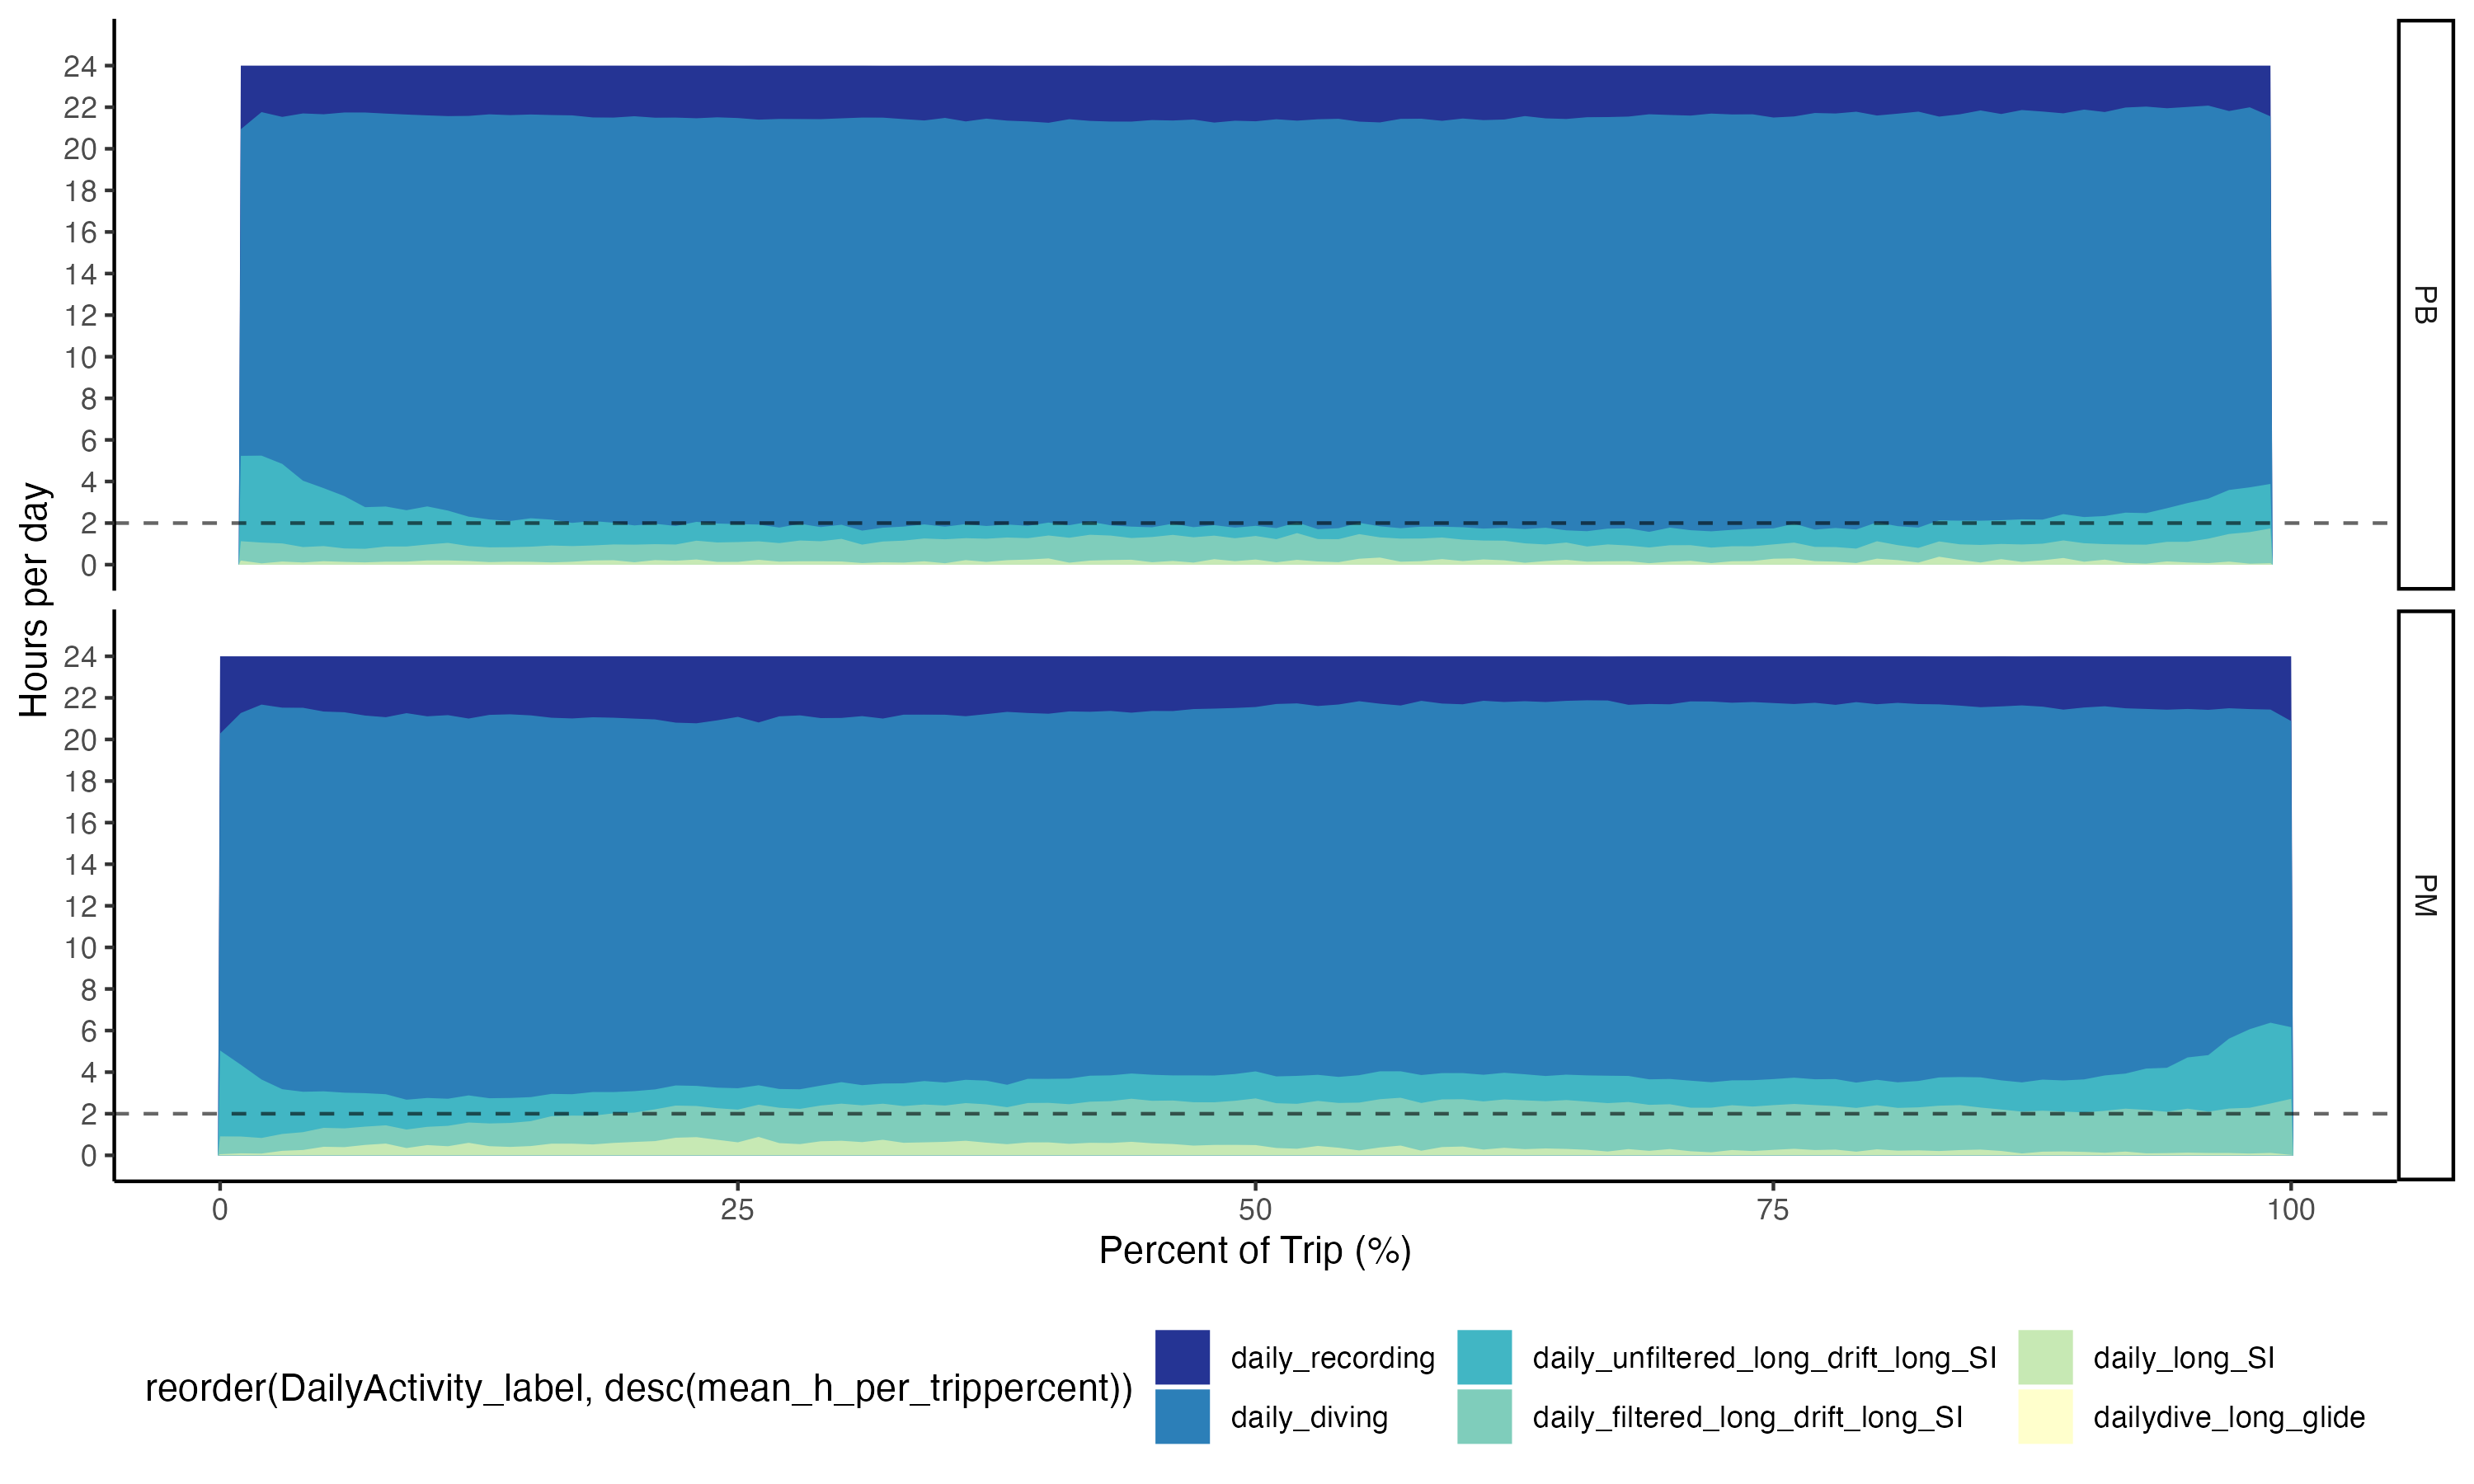 Hours per day
24
22
20
18
16
14
12
10
8
6
4
2
0
PB
24
22
20
18
16
14
12
10
8
6
4
2
0
PM
0 25 50 75 100
Percent of Trip (%)
reorder(DailyActivity_label, desc(mean_h_per_trippercent))
daily_recording
daily_diving
daily_unfiltered_long_drift_long_SI
daily_filtered_long_drift_long_SI
daily_long_SI
dailydive_long_glide